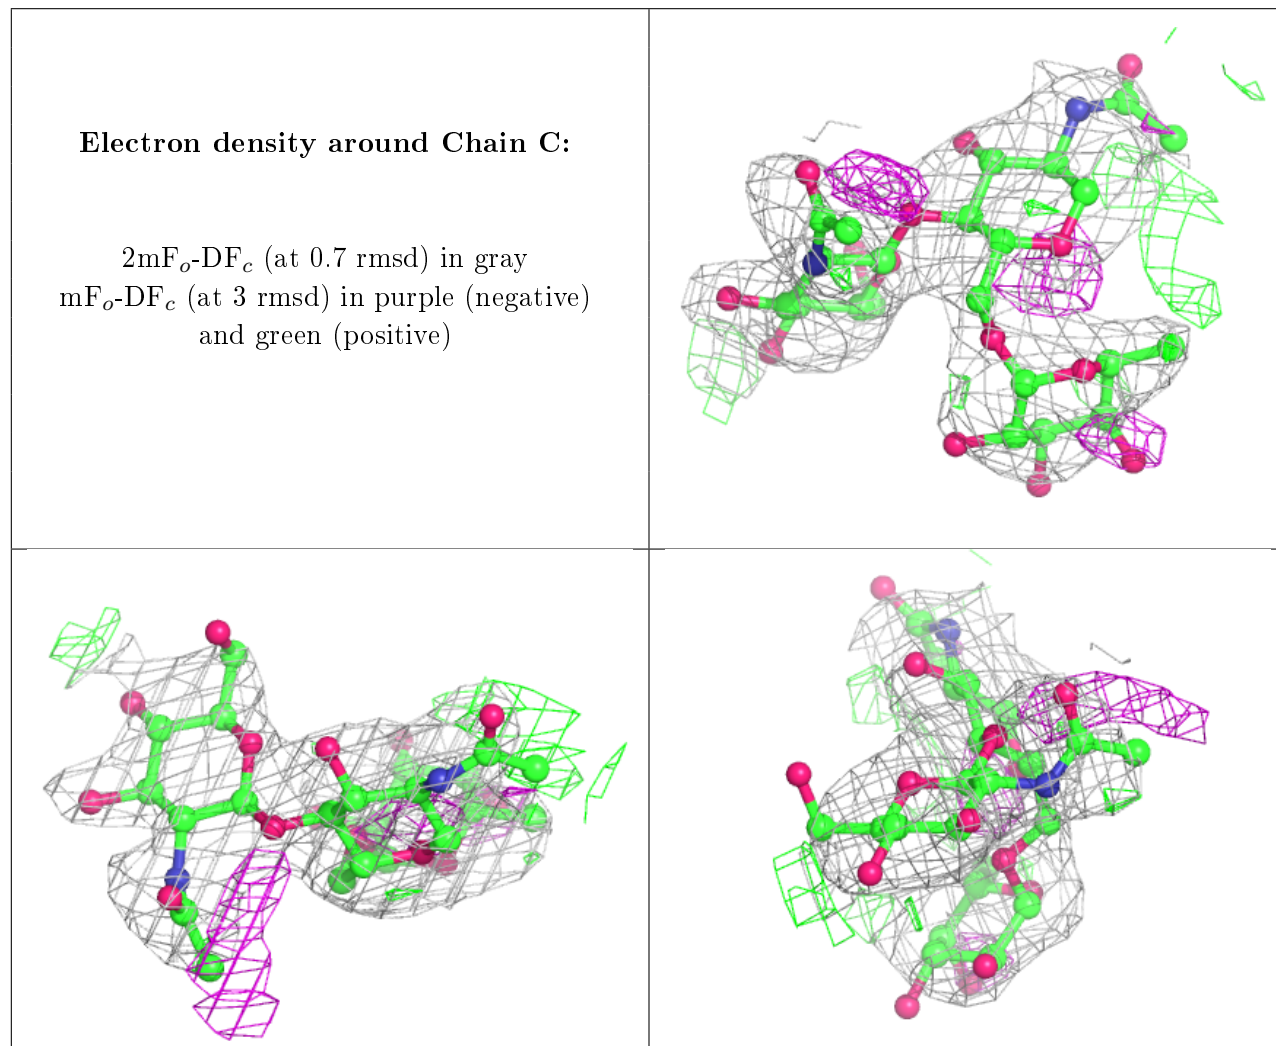 Electron density around Chain C:
2mFo-DFc (at 0.7 rmsd) in gray
mFo-DFc (at 3 rmsd) in purple (negative)
and green (positive)